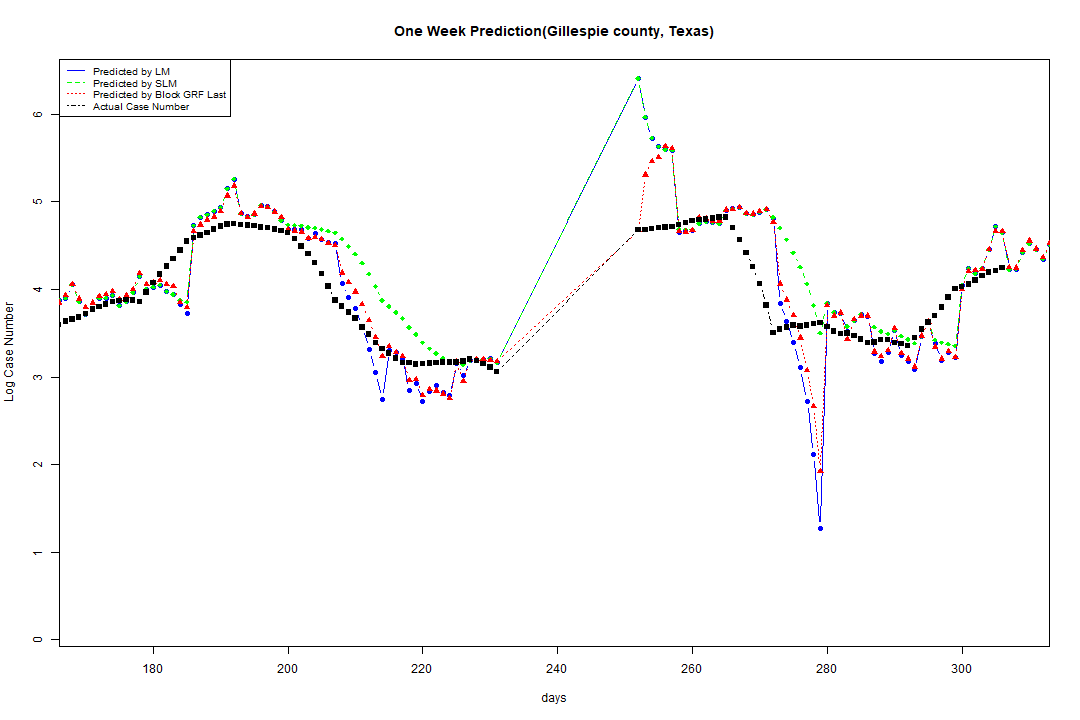 One Week Prediction(Gillespie county, Texas)
Predicted by LM
Predicted by SLM
Predicted by Block GRF Last
Actual Case Number
Log Case Number
6
5
4
3
2
1
0
180 200 220 240 260 280 300
days